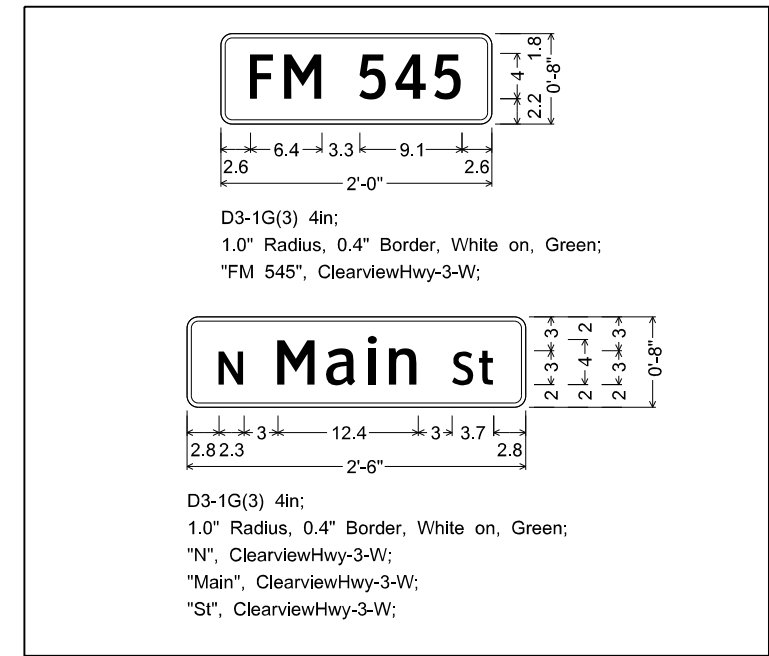 FM 545
1.8
4
2.2
0'-8"
6.4 3.3 9.1
2.6 2.6
2'-0"
D3-1G(3) 4in;
1.0" Radius, 0.4" Border, White on, Green;
"FM 545", ClearviewHwy-3-W;
N Main St
3 2 3
3 4 3
2 2 2
0'-8"
3 12.4 3 3.7
2.8 2.3 2.8
2'-6"
D3-1G(3) 4in;
1.0" Radius, 0.4" Border, White on, Green;
"N", ClearviewHwy-3-W;
"Main", ClearviewHwy-3-W;
"St", ClearviewHwy-3-W;